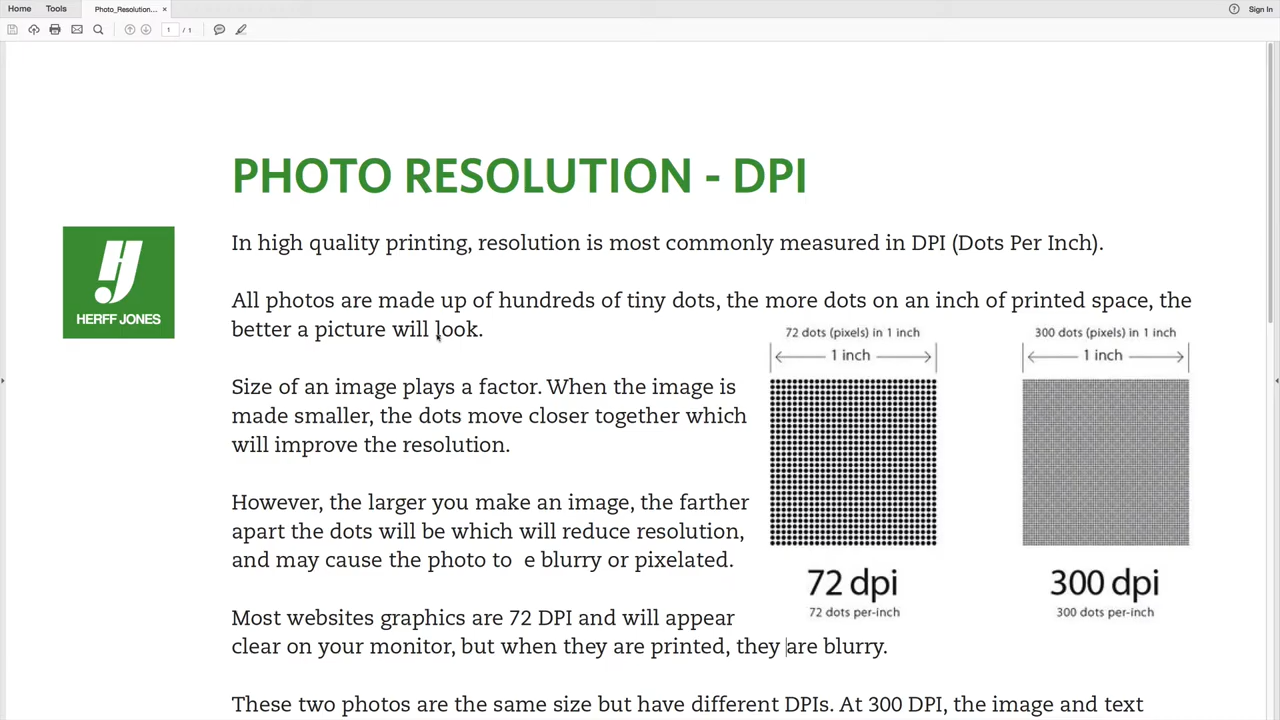 Home Tools Photo_Resolution... × ? Sign In
1 / 1
PHOTO RESOLUTION - DPI
HERFF JONES
In high quality printing, resolution is most commonly measured in DPI (Dots Per Inch).
All photos are made up of hundreds of tiny dots, the more dots on an inch of printed space, the
better a picture will look.
72 dots (pixels) in 1 inch
1 inch
300 dots (pixels) in 1 inch
1 inch
Size of an image plays a factor. When the image is
made smaller, the dots move closer together which
will improve the resolution.
However, the larger you make an image, the farther
apart the dots will be which will reduce resolution,
and may cause the photo to e blurry or pixelated.
72 dpi
72 dots per-inch
300 dpi
300 dots per-inch
Most websites graphics are 72 DPI and will appear
clear on your monitor, but when they are printed, they are blurry.
These two photos are the same size but have different DPIs. At 300 DPI, the image and text